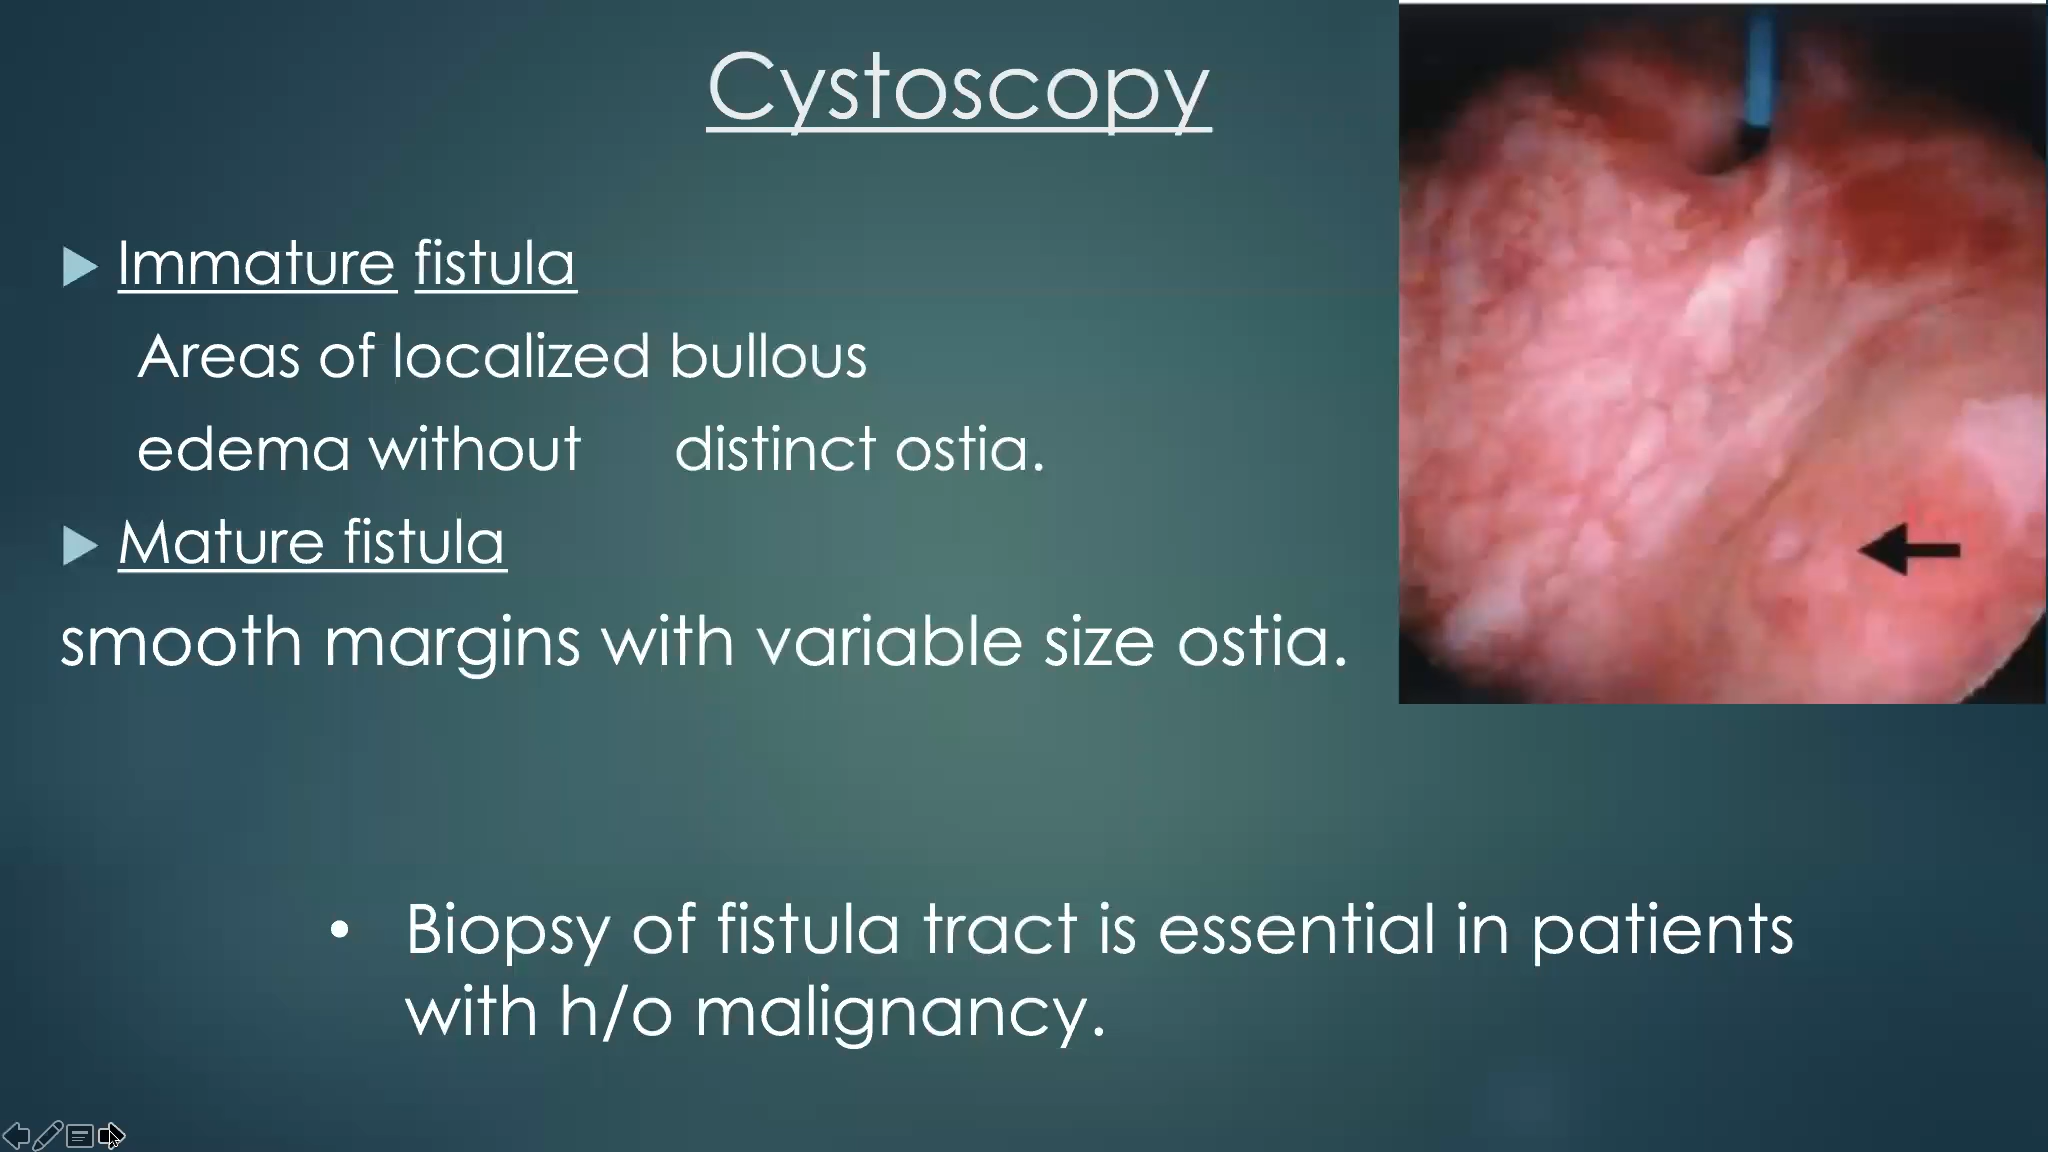 Cystoscopy
Immature fistula
Areas of localized bullous
edema without distinct ostia.
Mature fistula
smooth margins with variable size ostia.
• Biopsy of fistula tract is essential in patients
with h/o malignancy.